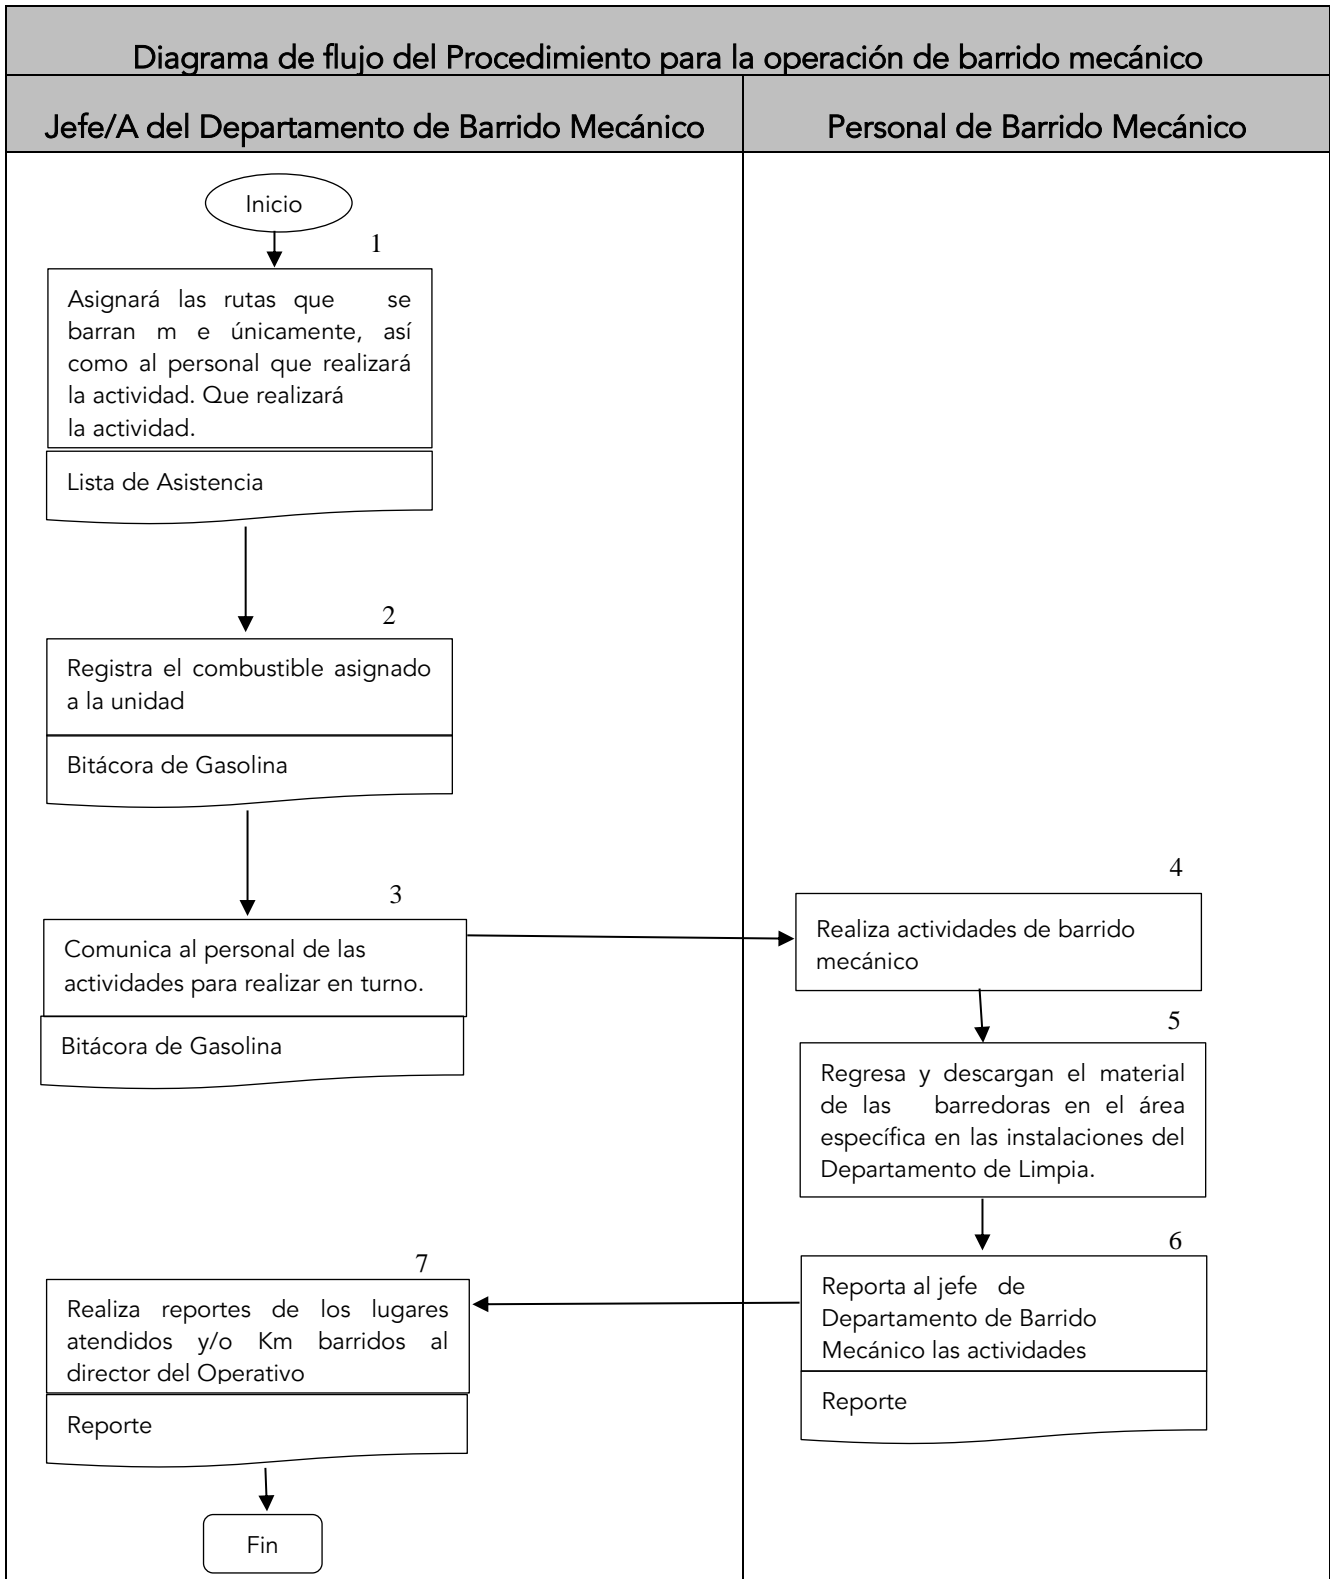 Diagrama de flujo del Procedimiento para la operación de barrido mecánico
Jefe/A del Departamento de Barrido Mecánico
Personal de Barrido Mecánico
Inicio
1
Asignará las rutas que se
barran m e únicamente, así
como al personal que realizará
la actividad. Que realizará
la actividad.
Lista de Asistencia
2
Registra el combustible asignado
a la unidad
Bitácora de Gasolina
3
Comunica al personal de las
actividades para realizar en turno.
Bitácora de Gasolina
4
Realiza actividades de barrido
mecánico
5
Regresa y descargan el material
de las barredoras en el área
específica en las instalaciones del
Departamento de Limpia.
6
Reporta al jefe de
Departamento de Barrido
Mecánico las actividades
Reporte
7
Realiza reportes de los lugares
atendidos y/o Km barridos al
director del Operativo
Reporte
Fin